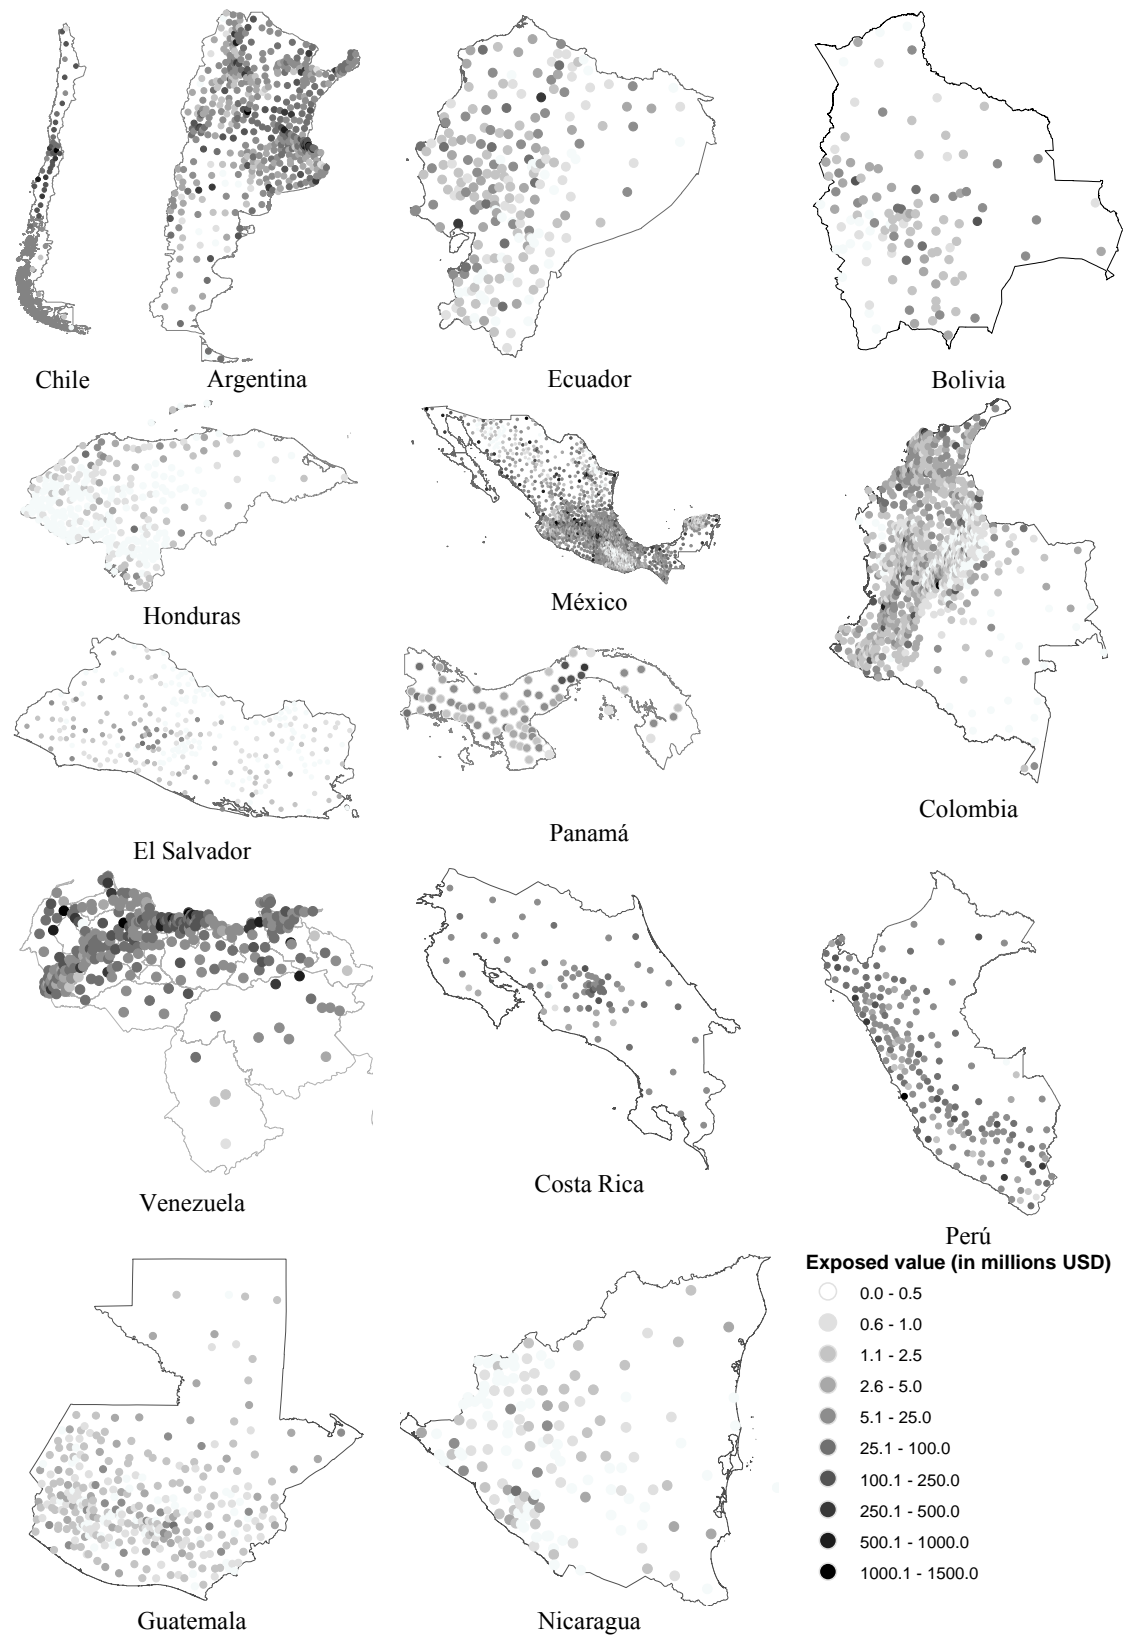 Chile
Argentina
Ecuador
Bolivia
Honduras
México
El Salvador
Panamá
Colombia
Venezuela
Costa Rica
Perú
Exposed value (in millions USD)
0.0 - 0.5
0.6 - 1.0
1.1 - 2.5
2.6 - 5.0
5.1 - 25.0
25.1 - 100.0
100.1 - 250.0
250.1 - 500.0
500.1 - 1000.0
1000.1 - 1500.0
Guatemala
Nicaragua